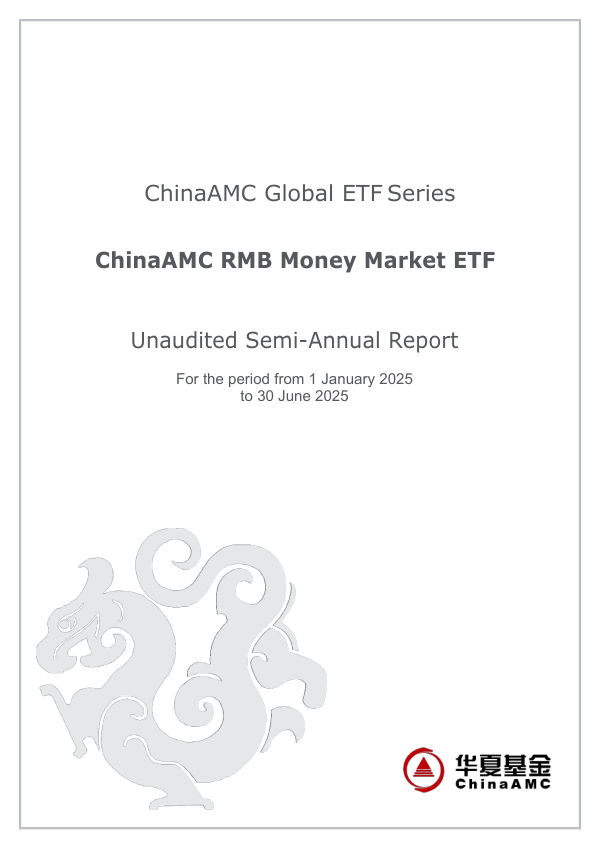 ChinaAMC Global ETF Series
ChinaAMC RMB Money Market ETF
Unaudited Semi-Annual Report
For the period from 1 January 2025
to 30 June 2025
华夏基金
ChinaAMC